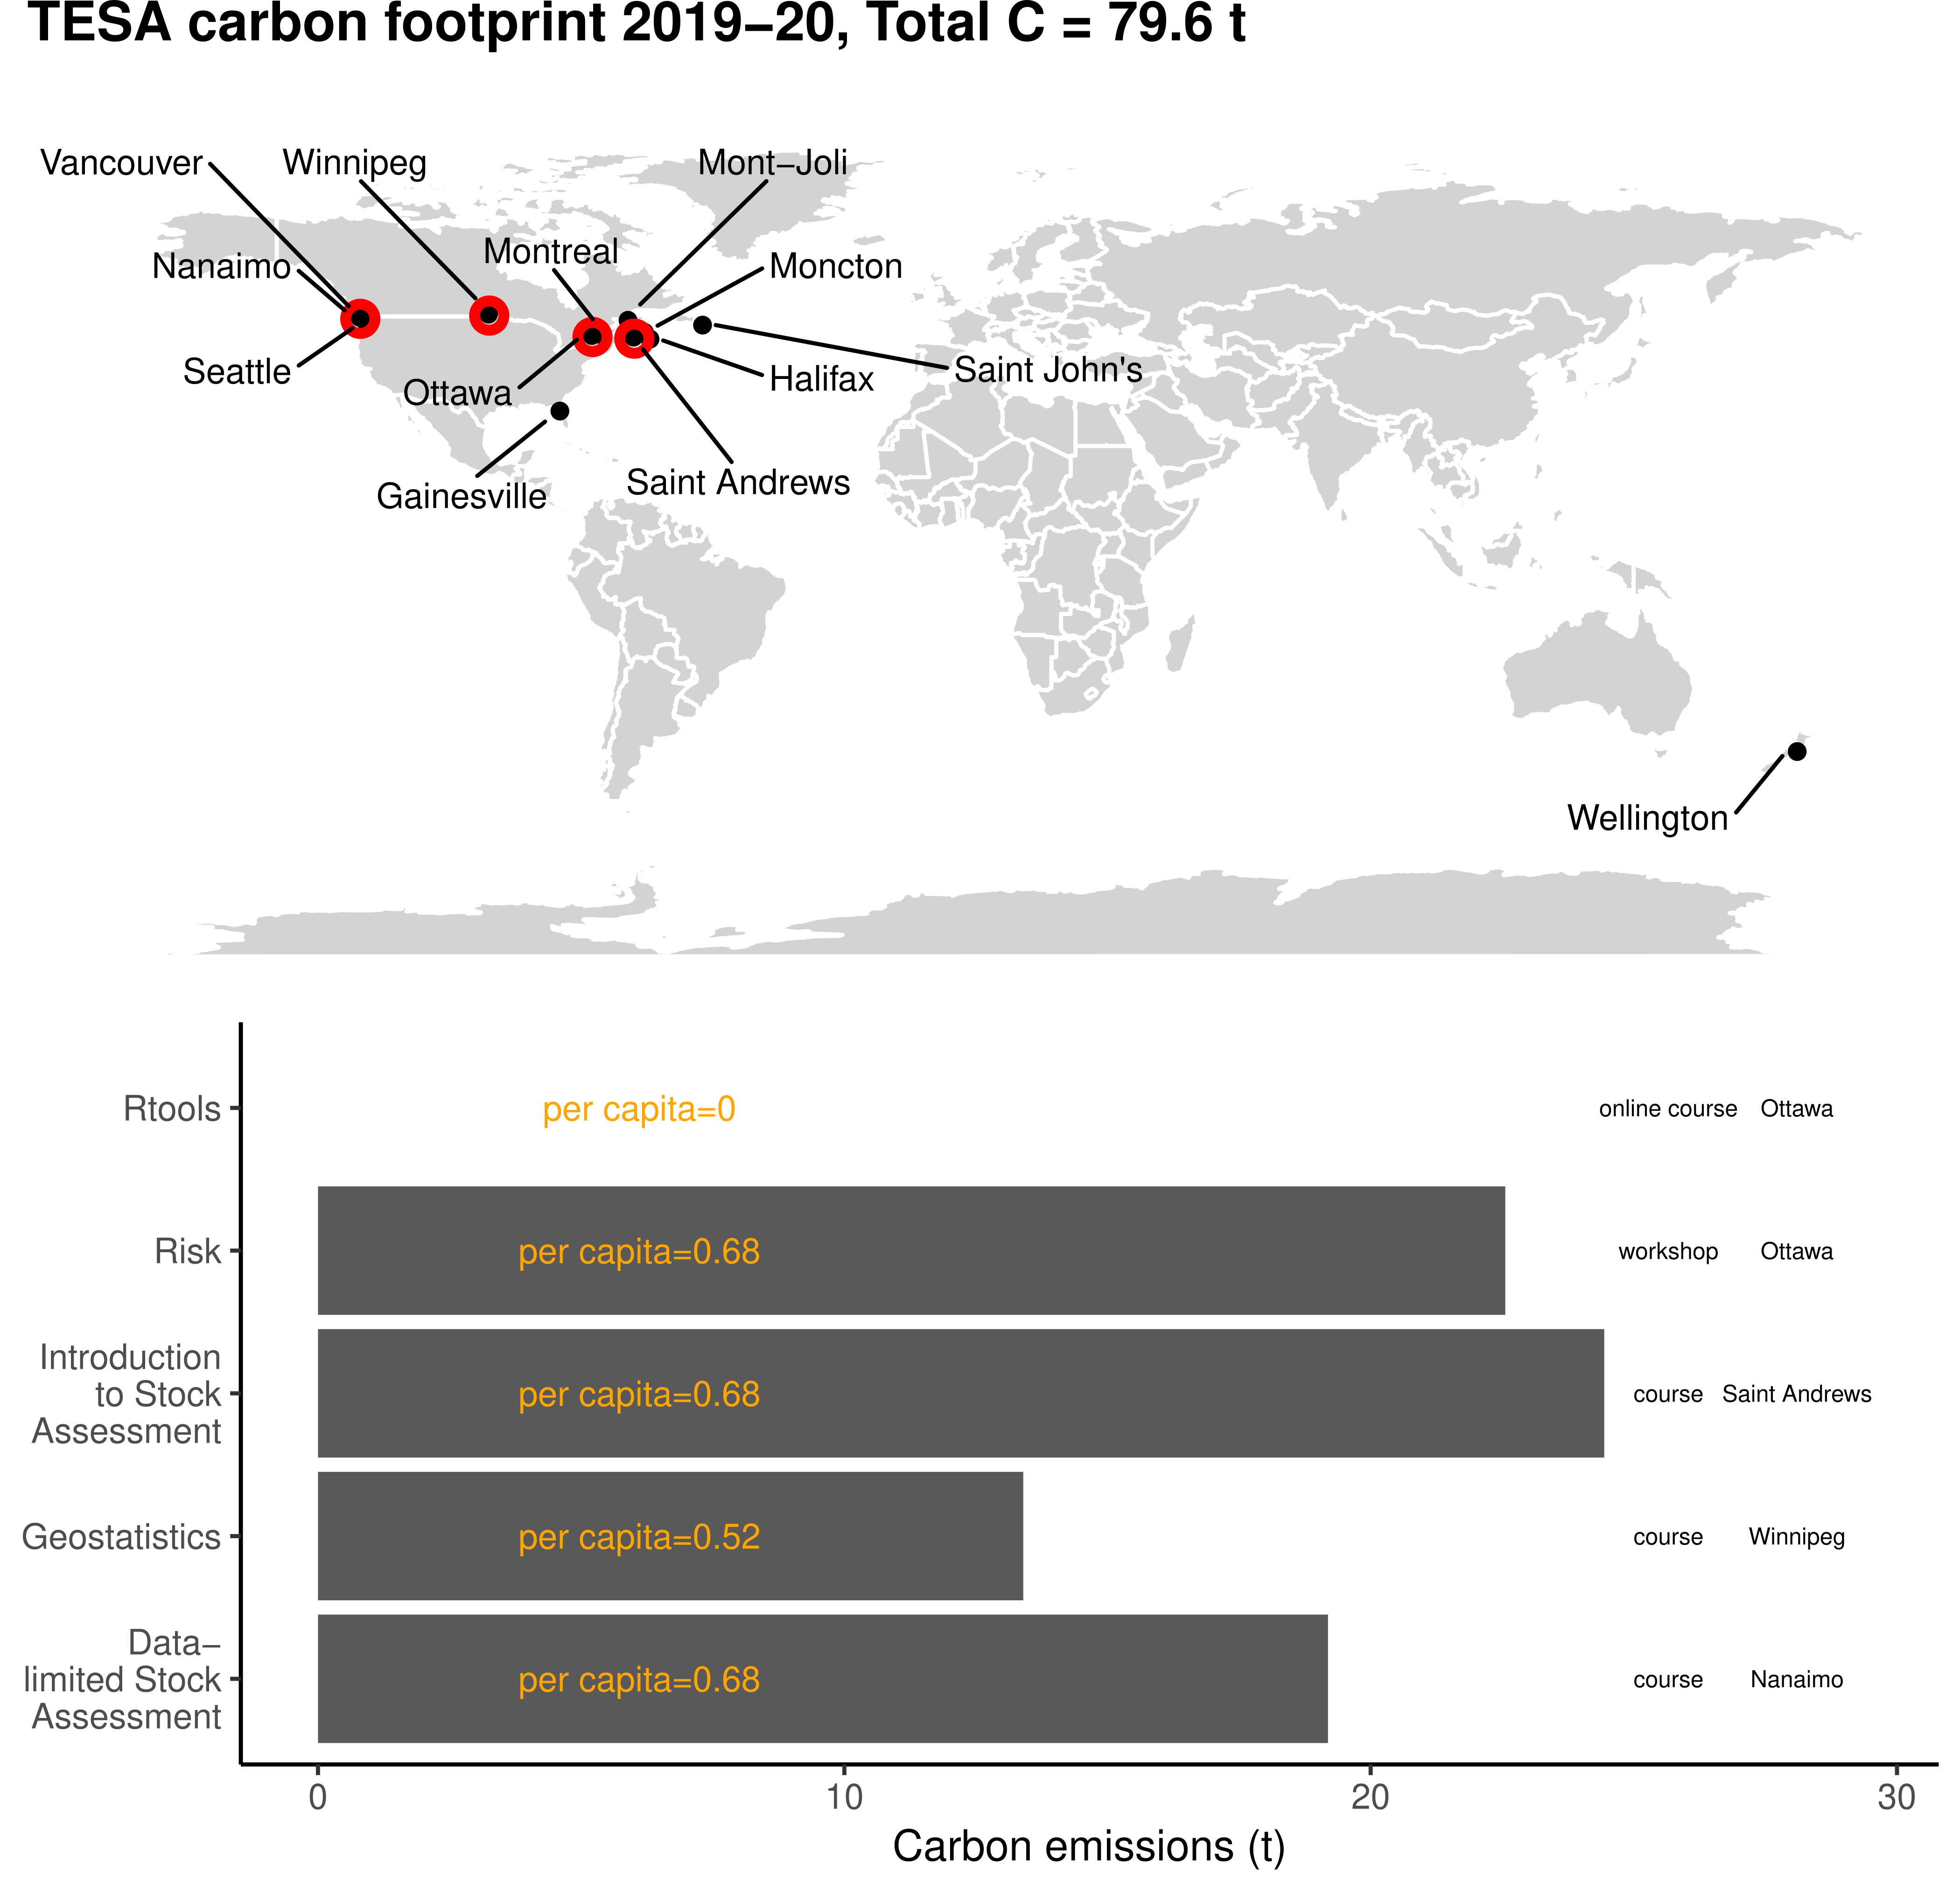 TESA carbon footprint 2019−20, Total C = 79.6 t
Vancouver
Winnipeg
Mont−Joli
Montreal
Nanaimo
Moncton
Seattle
Ottawa
Halifax
Saint John's
Gainesville
Saint Andrews
Wellington
Rtools
per capita=0
online course
Ottawa
Risk
per capita=0.68
workshop
Ottawa
Introduction
to Stock
Assessment
per capita=0.68
course
Saint Andrews
Geostatistics
per capita=0.52
course
Winnipeg
Data−
limited Stock
Assessment
per capita=0.68
course
Nanaimo
0
10
20
30
Carbon emissions (t)